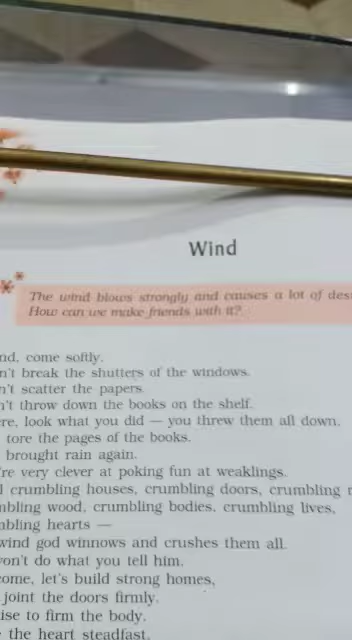 Wind
The wind blows strongly and causes a lot of des
How can we make friends with it?
nd, come softly.
n't break the shutters of the windows.
n't scatter the papers.
n't throw down the books on the shelf.
re, look what you did — you threw them all down.
tore the pages of the books.
brought rain again.
're very clever at poking fun at weaklings.
l crumbling houses, crumbling doors, crumbling r
mbling wood, crumbling bodies, crumbling lives,
mbling hearts —
wind god winnows and crushes them all.
won't do what you tell him.
come, let's build strong homes,
joint the doors firmly.
ise to firm the body.
the heart steadfast.